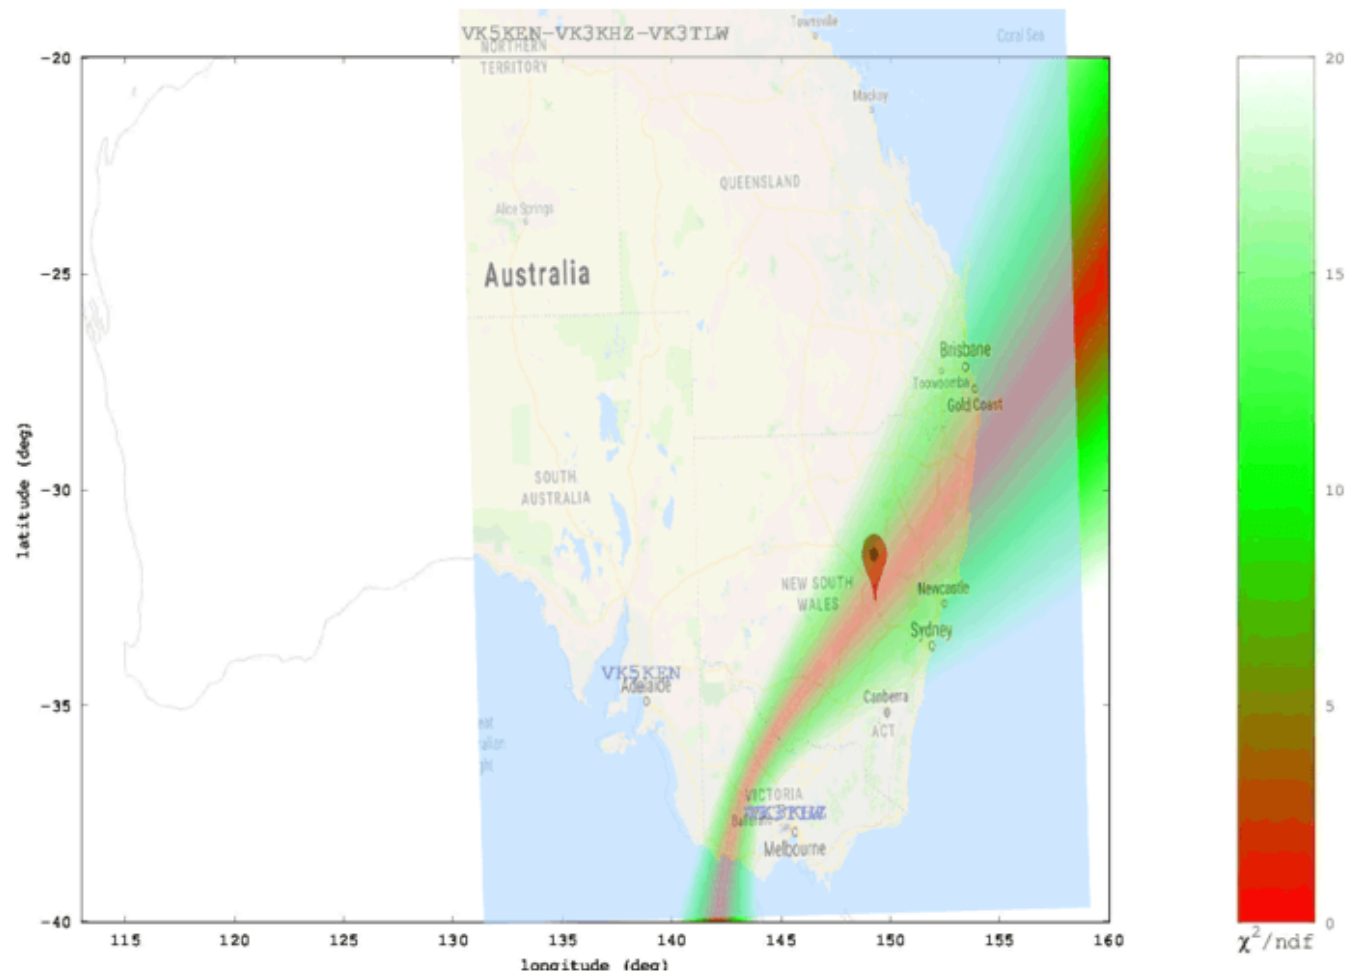 Townsville
VK5KEN-VK3KHZ-VK3TLW
Coral Sea
NORTHERN
TERRITORY
-20
20
Mackay
QUEENSLAND
Alice Springs
Australia
-25
15
Brisbane
Toowoomba
Gold Coast
latitude (deg)
SOUTH
AUSTRALIA
-30
10
NEW SOUTH
WALES
Newcastle
Sydney
VK5KEN
Adelaide
Canberra
ACT
-35
5
VICTORIA
Melbourne
-40
0
115 120 125 130 135 140 145 150 155 160
χ²/ndf
longitude (deg)